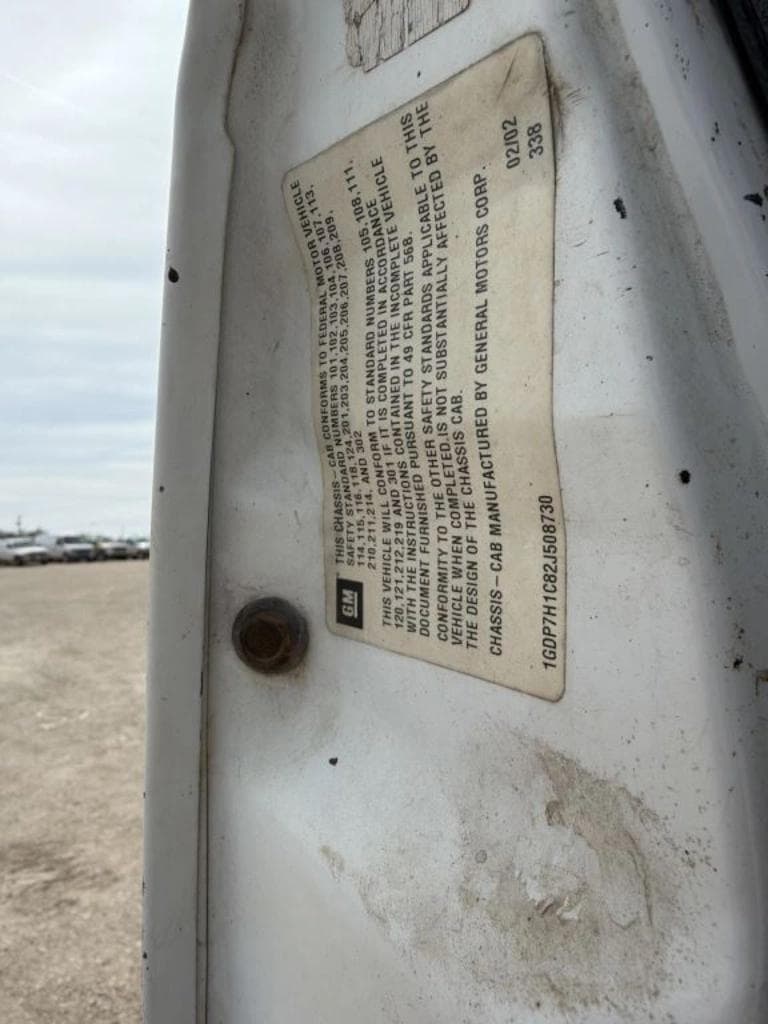 GM
THIS CHASSIS-CAB CONFORMS TO FEDERAL MOTOR VEHICLE
SAFETY STANDARD NUMBERS 101,102,103,104,106,107,113,
114,115,116,118,124,201,203,204,205,206,207,208,209,
210,211,214, AND 302
THIS VEHICLE WILL CONFORM TO STANDARD NUMBERS 105,108,111,
120,121,212,219 AND 301 IF IT IS COMPLETED IN ACCORDANCE
WITH THE INSTRUCTIONS CONTAINED IN THE INCOMPLETE VEHICLE
DOCUMENT FURNISHED PURSUANT TO 49 CFR PART 568.
CONFORMITY TO THE OTHER SAFETY STANDARDS APPLICABLE TO THIS
VEHICLE WHEN COMPLETED,IS NOT SUBSTANTIALLY AFFECTED BY THE
THE DESIGN OF THE CHASSIS CAB.
CHASSIS-CAB MANUFACTURED BY GENERAL MOTORS CORP.
02/02
338
1GDP7H1C82J508730